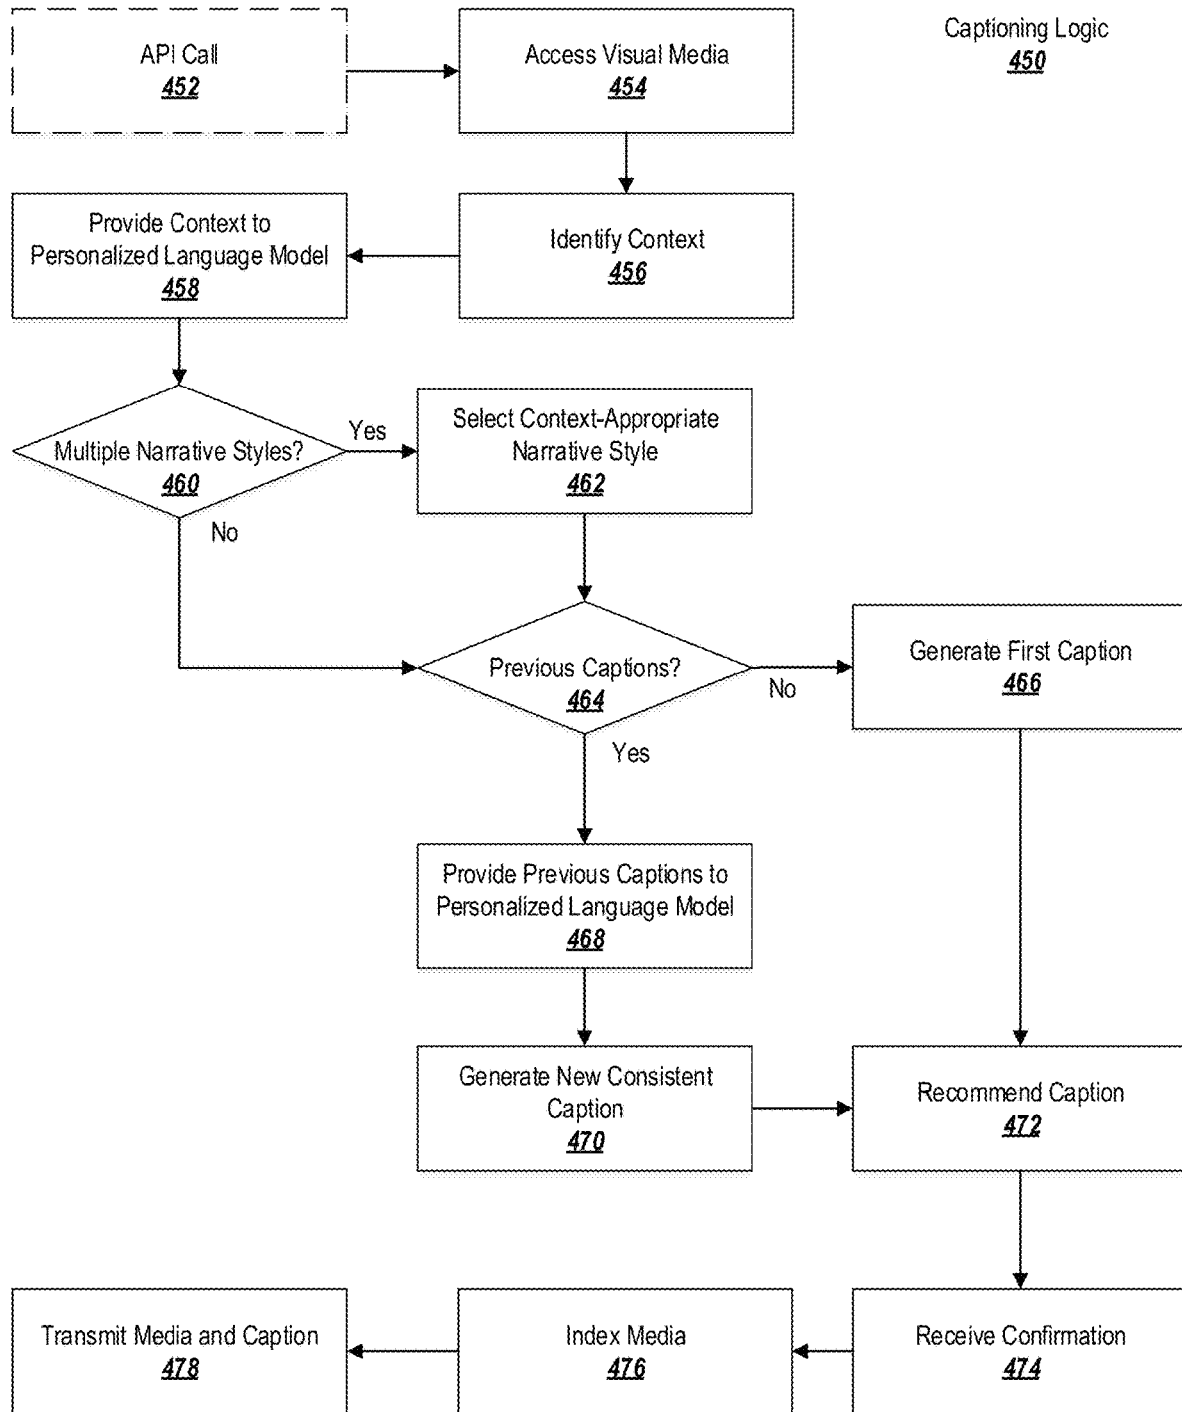 API Call
452
Access Visual Media
454
Captioning Logic
450
Provide Context to
Personalized Language Model
458
Identify Context
456
Multiple Narrative Styles?
460
Yes
No
Select Context-Appropriate
Narrative Style
462
Previous Captions?
464
No
Yes
Generate First Caption
466
Provide Previous Captions to
Personalized Language Model
468
Generate New Consistent
Caption
470
Recommend Caption
472
Transmit Media and Caption
478
Index Media
476
Receive Confirmation
474